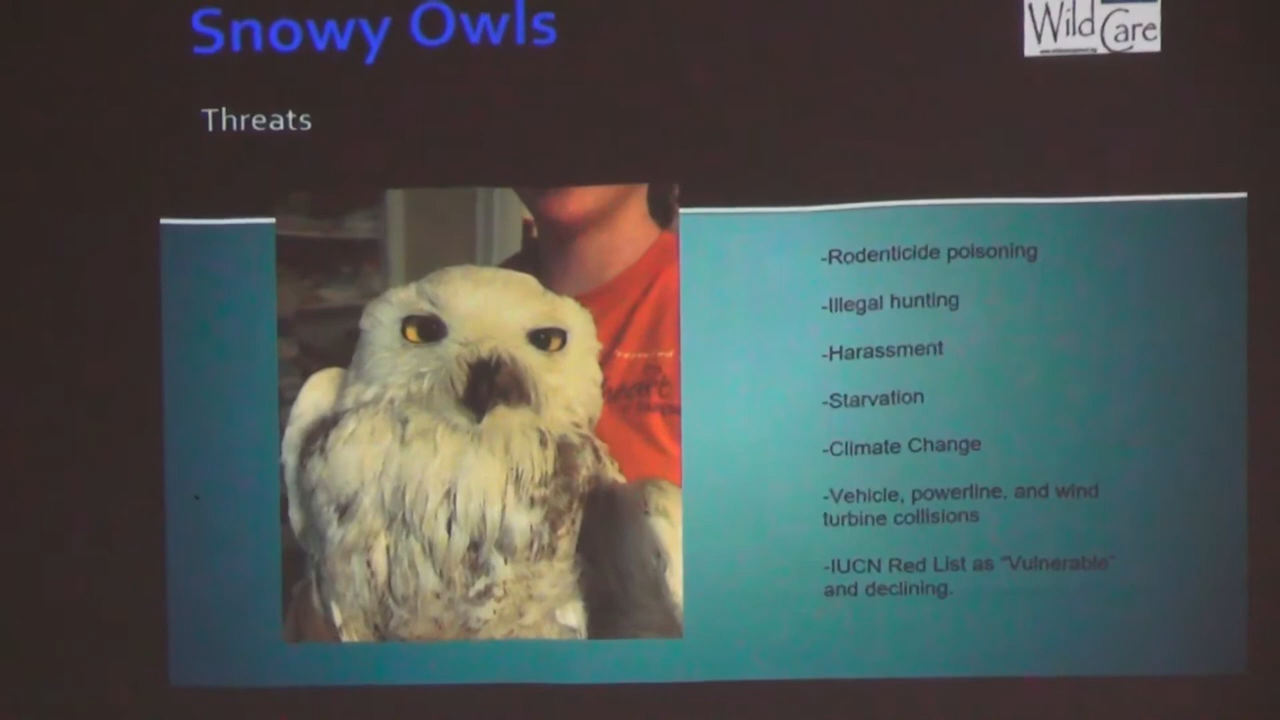 Snowy Owls
Wild Care
Threats
-Rodenticide poisoning
-Illegal hunting
-Harassment
-Starvation
-Climate Change
-Vehicle, powerline, and wind
turbine collisions
-IUCN Red List as "Vulnerable"
and declining.